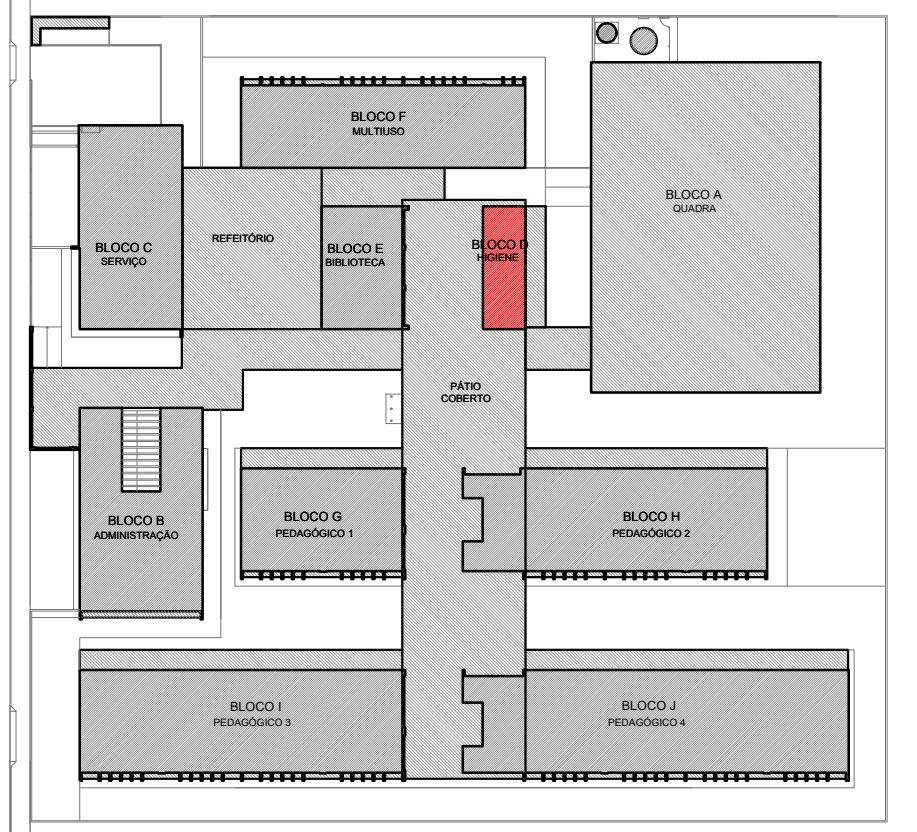 BLOCO F
MULTIUSO
BLOCO A
QUADRA
BLOCO C
SERVIÇO
REFEITÓRIO
BLOCO E
BIBLIOTECA
BLOCO D
HIGIENE
PÁTIO
COBERTO
BLOCO B
ADMINISTRAÇÃO
BLOCO G
PEDAGÓGICO 1
BLOCO H
PEDAGÓGICO 2
BLOCO I
PEDAGÓGICO 3
BLOCO J
PEDAGÓGICO 4